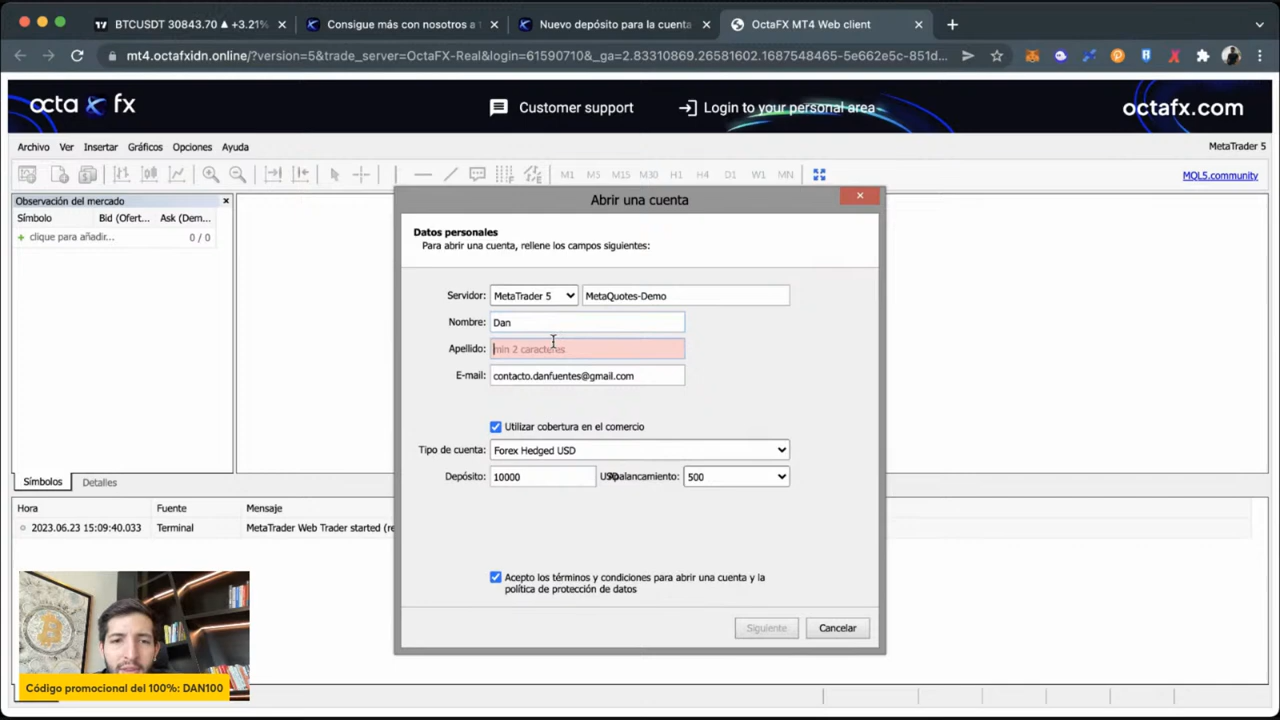 BTCUSDT 30843.70 ▲ +3.21%
Consigue más con nosotros a
Nuevo depósito para la cuenta
OctaFX MT4 Web client
mt4.octafxidn.online/?version=5&trade_server=OctaFX-Real&login=61590710&_ga=2.83310869.26581602.1687548465-5e662e5c-851d...
octa fx
Customer support
Login to your personal area
octafx.com
Archivo Ver Insertar Gráficos Opciones Ayuda
MetaTrader 5
M1 M5 M15 M30 H1 H4 D1 W1 MN
MQL5.community
Observación del mercado
Símbolo Bid (Ofert... Ask (Dem...
+ clique para añadir... 0 / 0
Abrir una cuenta
Datos personales
Para abrir una cuenta, rellene los campos siguientes:
Servidor: MetaTrader 5 MetaQuotes-Demo
Nombre: Dan
Apellido: min 2 caracteres
E-mail: contacto.danfuentes@gmail.com
Utilizar cobertura en el comercio
Tipo de cuenta: Forex Hedged USD
Depósito: 10000 USD Apalancamiento: 500
Acepto los términos y condiciones para abrir una cuenta y la
política de protección de datos
Siguiente Cancelar
Símbolos Detalles
Hora Fuente Mensaje
2023.06.23 15:09:40.033 Terminal MetaTrader Web Trader started (re
Código promocional del 100%: DAN100